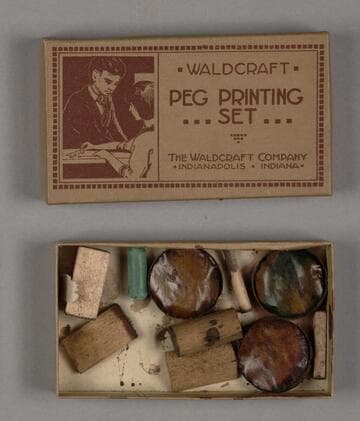 WALDCRAFT
PEG PRINTING
SET
THE WALDCRAFT COMPANY
INDIANAPOLIS • INDIANA